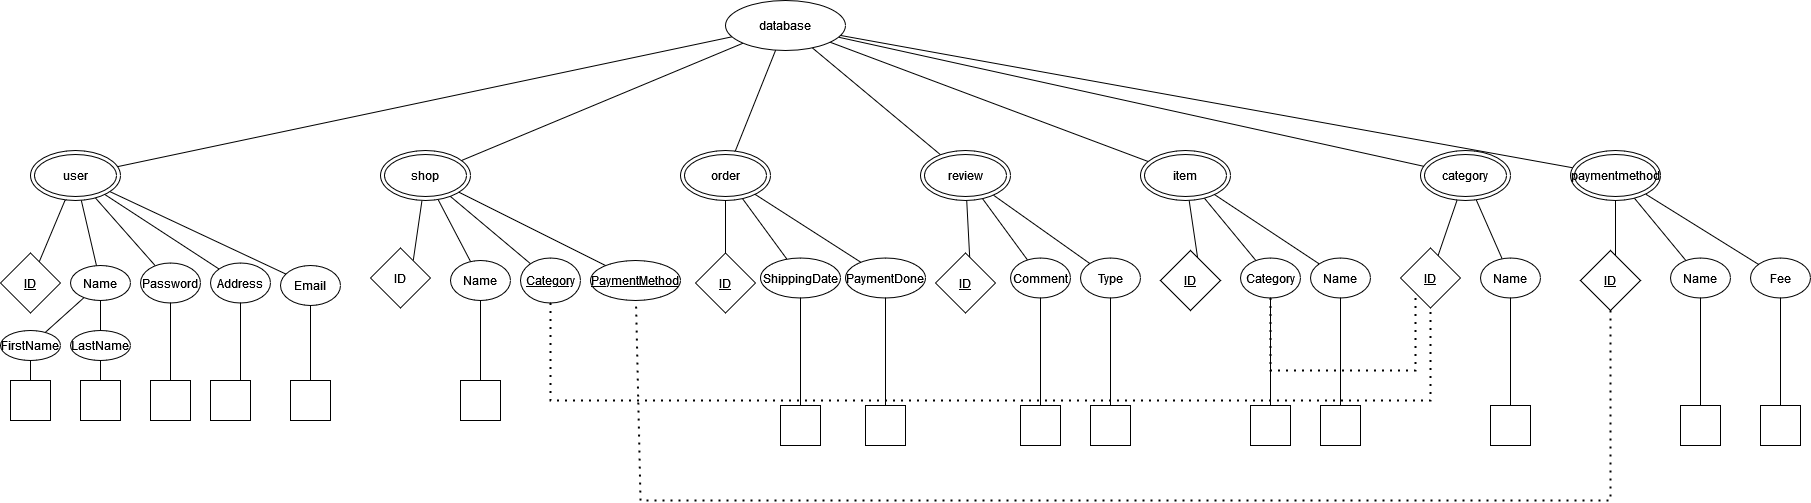 database
user
shop
order
review
item
category
paymentmethod
ID
Name
Password
Address
Email
ID
Name
Category
PaymentMethod
ID
ShippingDate
PaymentDone
ID
Comment
Type
ID
Category
Name
ID
Name
ID
Name
Fee
FirstName
LastName